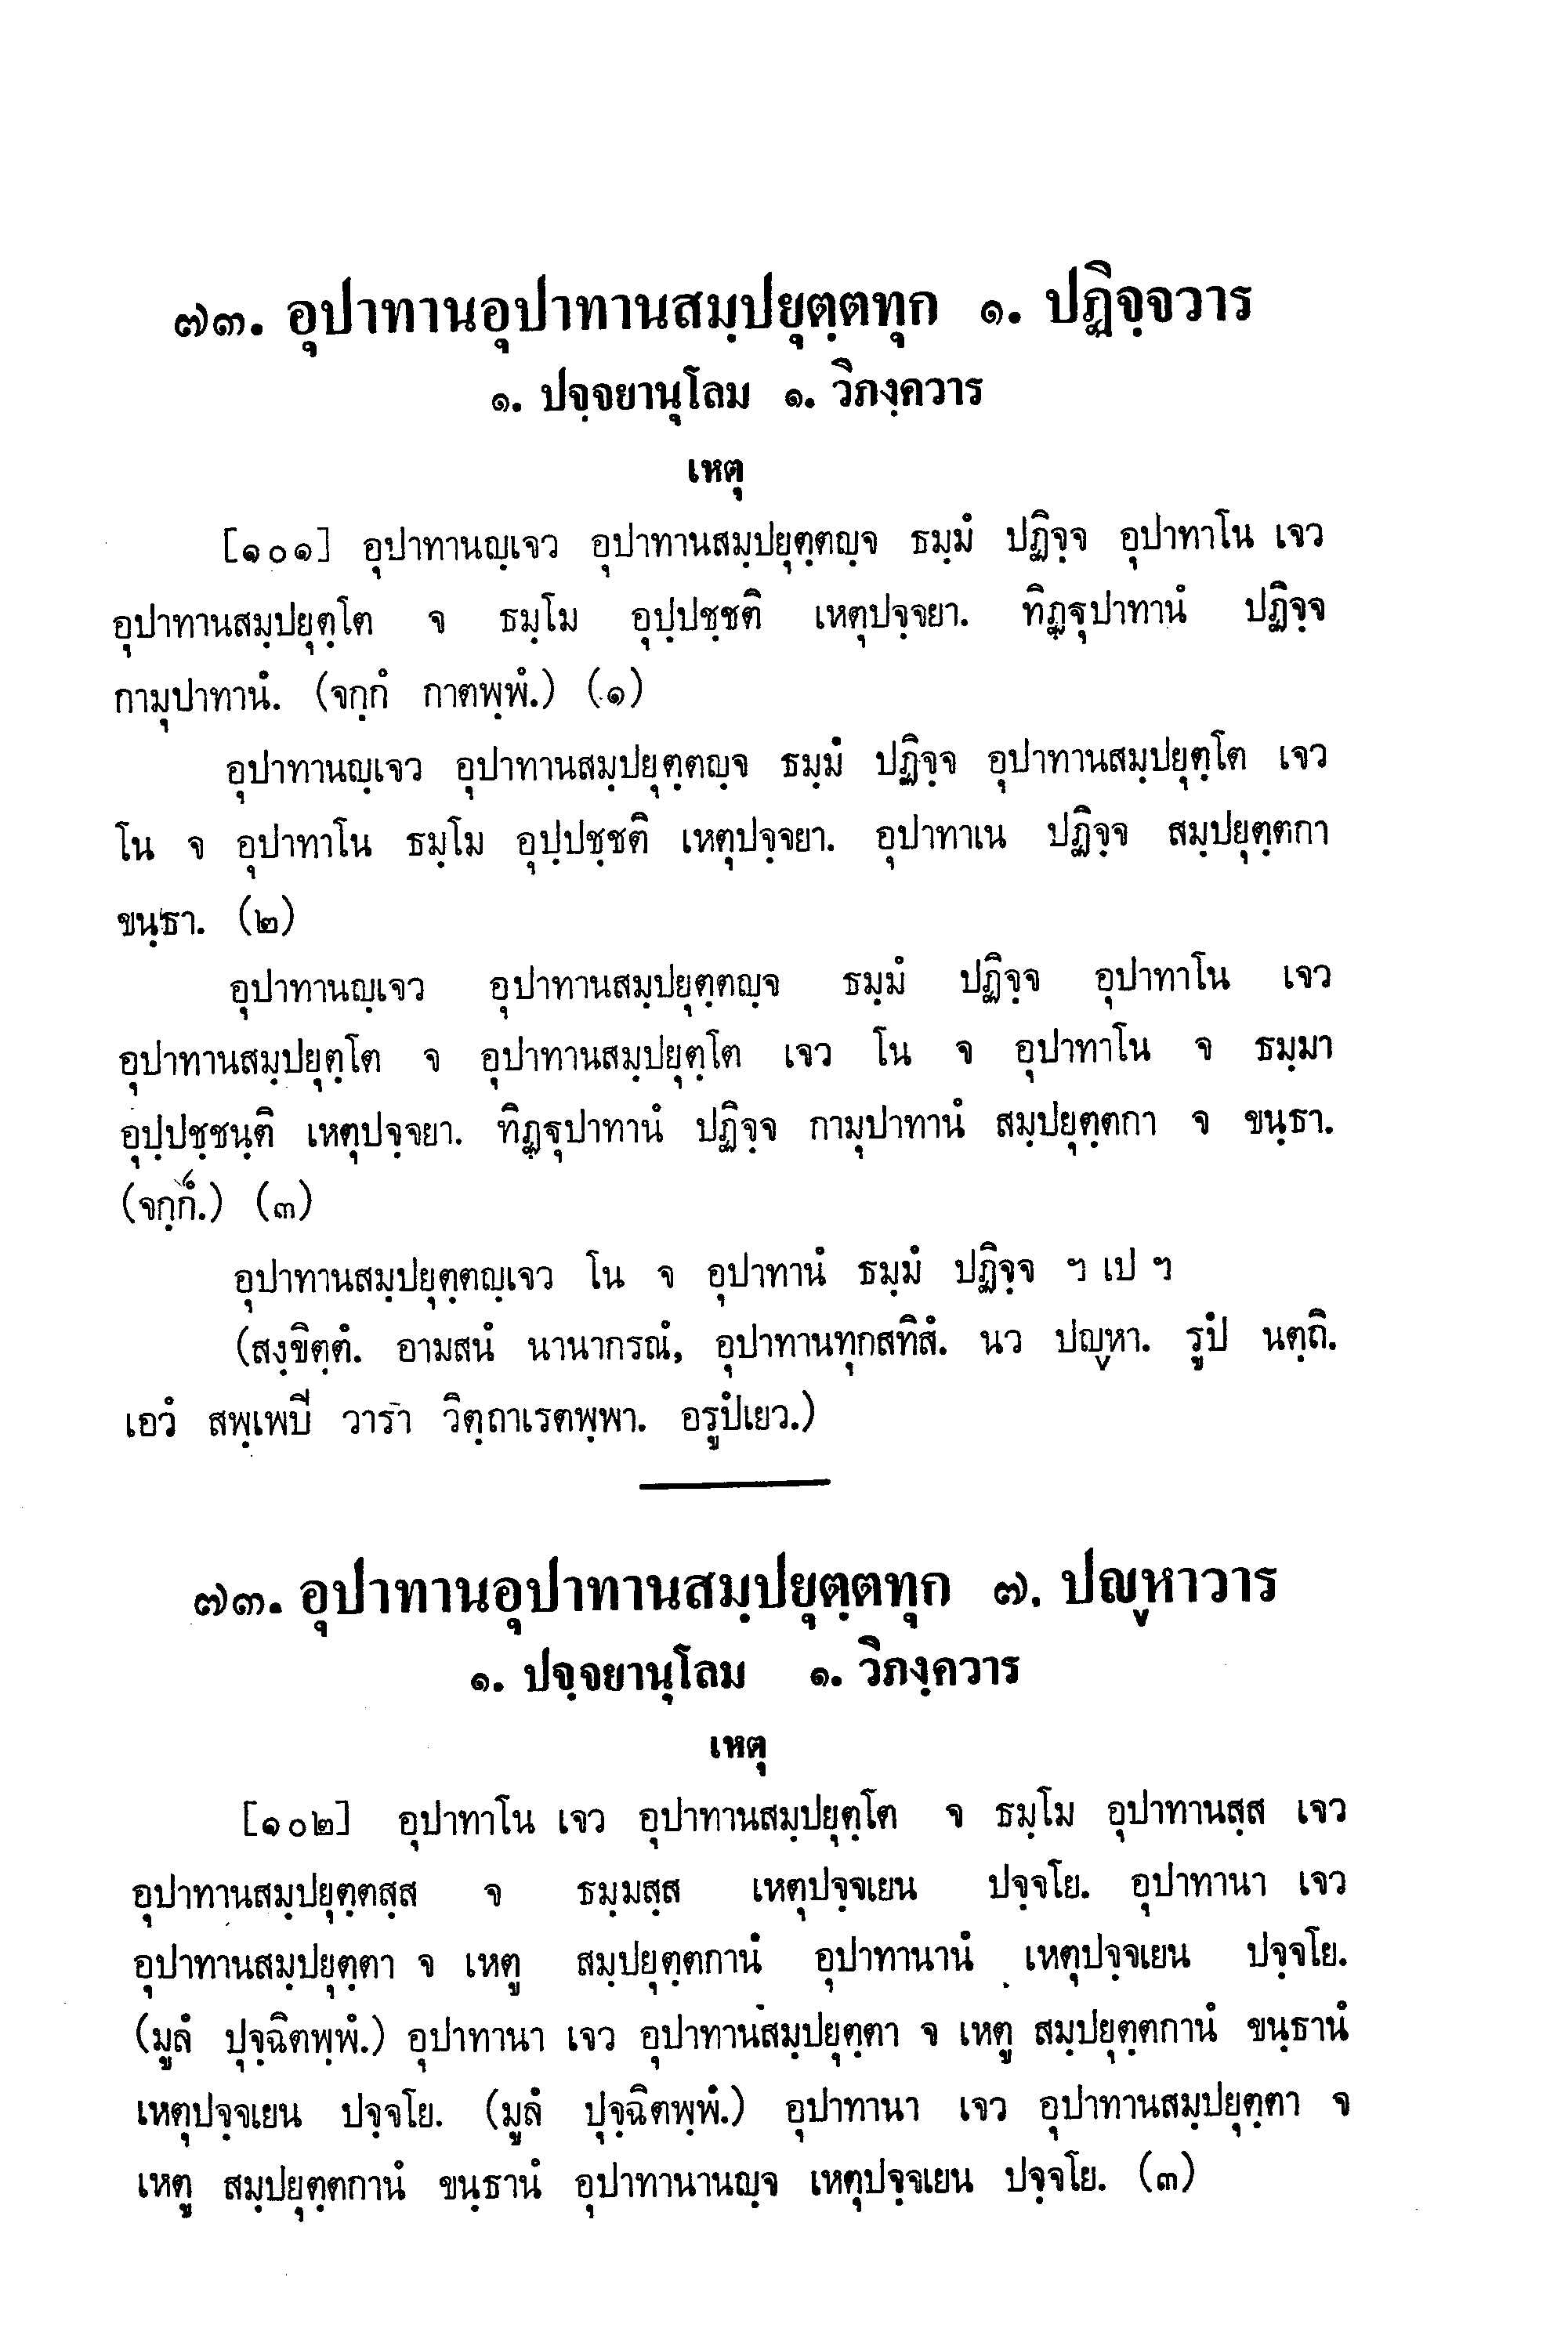 ๗๓. อุปาทานอุปาทานสมฺปยุตฺตทุก ๑. ปฏิจฺจวาร
๑. ปจฺจยานุโลม ๑. วิภงฺควาร
เหตุ
[๑๐๑] อุปาทานญฺเจว อุปาทานสมฺปยุตฺตญฺจ ธมฺมํ ปฏิจฺจ อุปาทาโน เจว
อุปาทานสมฺปยุตฺโต จ ธมฺโม อุปฺปชฺชติ เหตุปจฺจยา. ทิฏฺฐุปาทานํ ปฏิจฺจ
กามุปาทานํ. (จกฺกํ กาตพฺพํ.) (๑)
อุปาทานญฺเจว อุปาทานสมฺปยุตฺตญฺจ ธมฺมํ ปฏิจฺจ อุปาทานสมฺปยุตฺโต เจว
โน จ อุปาทาโน ธมฺโม อุปฺปชฺชติ เหตุปจฺจยา. อุปาทาเน ปฏิจฺจ สมฺปยุตฺตกา
ขนฺธา. (๒)
อุปาทานญฺเจว อุปาทานสมฺปยุตฺตญฺจ ธมฺมํ ปฏิจฺจ อุปาทาโน เจว
อุปาทานสมฺปยุตฺโต จ อุปาทานสมฺปยุตฺโต เจว โน จ อุปาทาโน จ ธมฺมา
อุปฺปชฺชนฺติ เหตุปจฺจยา. ทิฏฺฐุปาทานํ ปฏิจฺจ กามุปาทานํ สมฺปยุตฺตกา จ ขนฺธา.
(จกฺกํ.) (๓)
อุปาทานสมฺปยุตฺตญฺเจว โน จ อุปาทานํ ธมฺมํ ปฏิจฺจ ฯ เป ฯ
(สงฺขิตฺตํ. อามสนํ นานากรณํ, อุปาทานทุกสทิสํ. นว ปญฺหา. รูปํ นตฺถิ.
เอวํ สพฺเพปี วารา วิตฺถาเรตพฺพา. อรูปํเยว.)
๗๓. อุปาทานอุปาทานสมฺปยุตฺตทุก ๗. ปญฺหาวาร
๑. ปจฺจยานุโลม ๑. วิภงฺควาร
เหตุ
[๑๐๒] อุปาทาโน เจว อุปาทานสมฺปยุตฺโต จ ธมฺโม อุปาทานสฺส เจว
อุปาทานสมฺปยุตฺตสฺส จ ธมฺมสฺส เหตุปจฺจเยน ปจฺจโย. อุปาทานา เจว
อุปาทานสมฺปยุตฺตา จ เหตู สมฺปยุตฺตกานํ อุปาทานานํ เหตุปจฺจเยน ปจฺจโย.
(มูลํ ปุจฺฉิตพฺพํ.) อุปาทานา เจว อุปาทานสมฺปยุตฺตา จ เหตู สมฺปยุตฺตกานํ ขนฺธานํ
เหตุปจฺจเยน ปจฺจโย. (มูลํ ปุจฺฉิตพฺพํ.) อุปาทานา เจว อุปาทานสมฺปยุตฺตา จ
เหตู สมฺปยุตฺตกานํ ขนฺธานํ อุปาทานานญฺจ เหตุปจฺจเยน ปจฺจโย. (๓)